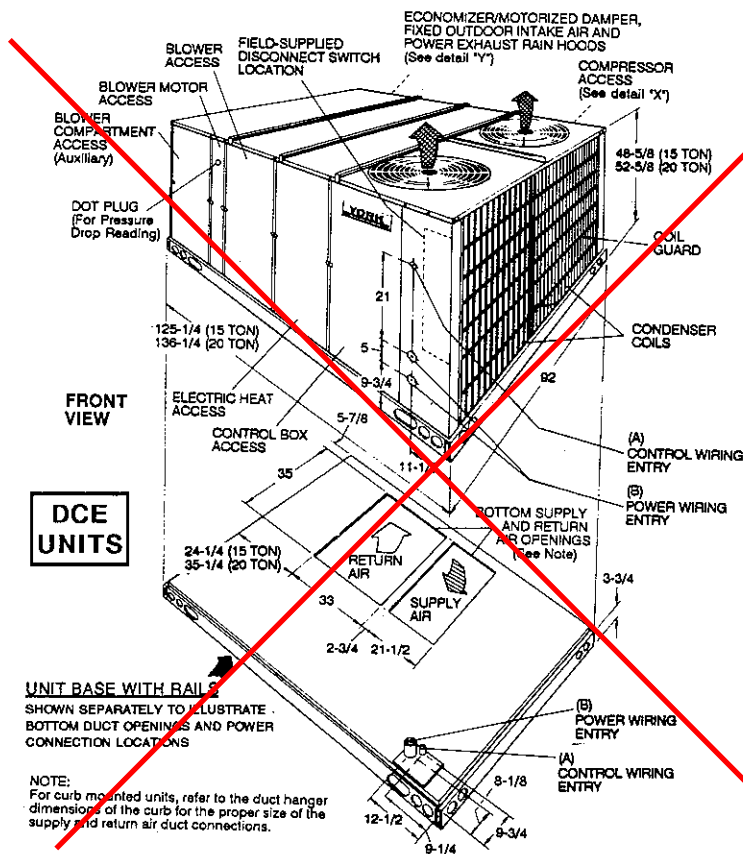 ECONOMIZER/MOTORIZED DAMPER,
FIXED OUTDOOR INTAKE AIR AND
POWER EXHAUST RAIN HOODS
(See detail "Y")
FIELD-SUPPLIED
DISCONNECT SWITCH
LOCATION
BLOWER
ACCESS
BLOWER MOTOR
ACCESS
BLOWER
COMPARTMENT
ACCESS
(Auxiliary)
COMPRESSOR
ACCESS
(See detail "X")
48-5/8 (15 TON)
52-5/8 (20 TON)
DOT PLUG
(For Pressure
Drop Reading)
YORK
COIL
GUARD
21
125-1/4 (15 TON)
136-1/4 (20 TON)
5
9-3/4
CONDENSER
COILS
92
ELECTRIC HEAT
ACCESS
FRONT
VIEW
5-7/8
CONTROL BOX
ACCESS
(A)
CONTROL WIRING
ENTRY
35
(B)
POWER WIRING
ENTRY
DCE
UNITS
BOTTOM SUPPLY
AND RETURN
AIR OPENINGS
(See Note)
24-1/4 (15 TON)
35-1/4 (20 TON)
RETURN
AIR
33
SUPPLY
AIR
3-3/4
2-3/4
21-1/2
UNIT BASE WITH RAILS
SHOWN SEPARATELY TO ILLUSTRATE
BOTTOM DUCT OPENINGS AND POWER
CONNECTION LOCATIONS
(B)
POWER WIRING
ENTRY
(A)
CONTROL WIRING
ENTRY
NOTE:
For curb mounted units, refer to the duct hanger
dimensions of the curb for the proper size of the
supply and return air duct connections.
8-1/8
12-1/2
9-3/4
9-1/4